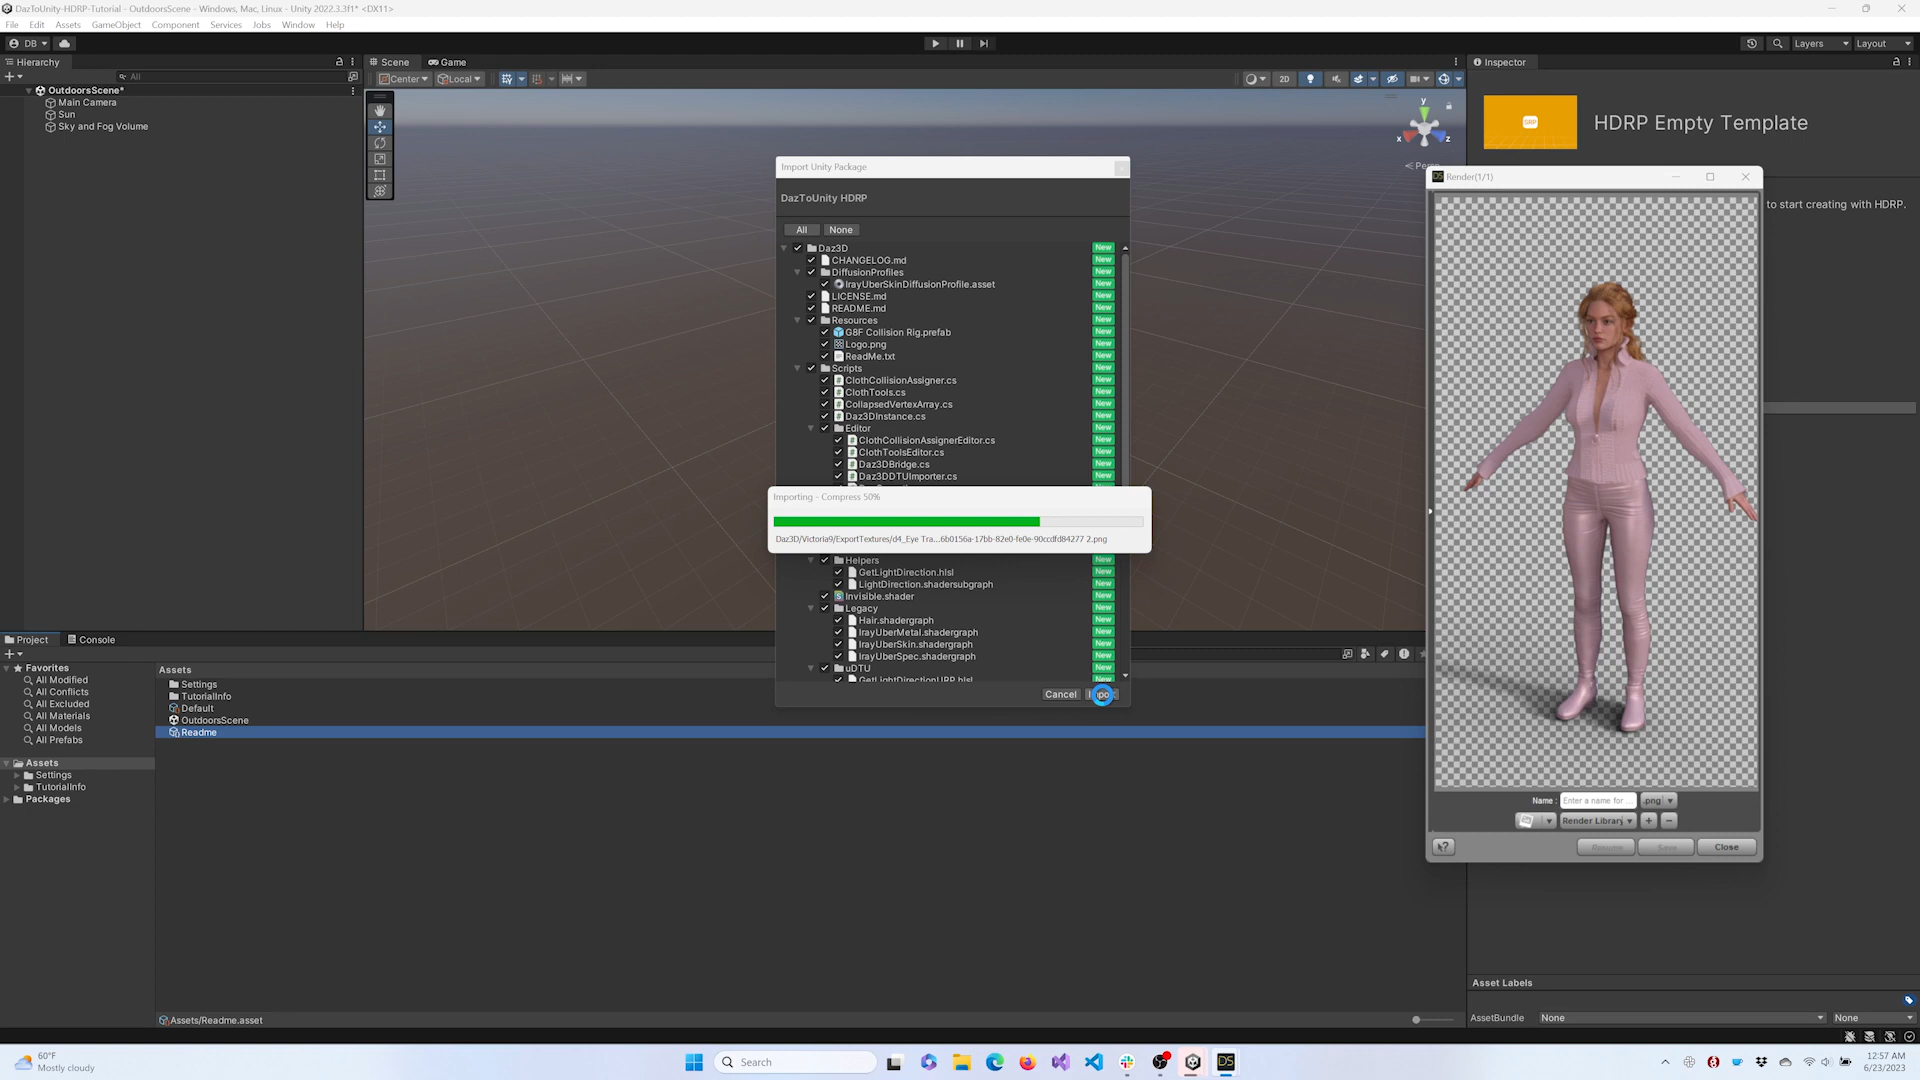 DazToUnity-HDRP-Tutorial - OutdoorsScene - Windows, Mac, Linux - Unity 2022.3.3f1* <DX11>
File Edit Assets GameObject Component Services Jobs Window Help
DB Layers Layout
Hierarchy Scene Game Inspector
All Center Local 2D
OutdoorsScene*
Main Camera
Sun
Sky and Fog Volume
y
x z
Persp
HDRP
HDRP Empty Template
to start creating with HDRP.
Import Unity Package
DazToUnity HDRP
All None
Daz3D New
CHANGELOG.md New
DiffusionProfiles New
IrayUberSkinDiffusionProfile.asset New
LICENSE.md New
README.md New
Resources New
G8F Collision Rig.prefab New
Logo.png New
ReadMe.txt New
Scripts New
ClothCollisionAssigner.cs New
ClothTools.cs New
CollapsedVertexArray.cs New
Daz3DInstance.cs New
Editor New
ClothCollisionAssignerEditor.cs New
ClothToolsEditor.cs New
Daz3DBridge.cs New
Daz3DDTUImporter.cs New
Importing - Compress 50%
Daz3D/Victoria9/ExportTextures/d4_Eye Tra...6b0156a-17bb-82e0-fe0e-90ccdfd84277 2.png
Helpers New
GetLightDirection.hlsl New
LightDirection.shadersubgraph New
Invisible.shader New
Legacy New
Hair.shadergraph New
IrayUberMetal.shadergraph New
IrayUberSkin.shadergraph New
IrayUberSpec.shadergraph New
uDTU New
GetLightDirectionURP.hlsl New
Cancel Import
DS Render(1/1)
Name : Enter a name for ... .png
Render Library + -
Resume Save Close
Project Console
Favorites
All Modified
All Conflicts
All Excluded
All Materials
All Models
All Prefabs
Assets
Settings
TutorialInfo
Packages
Assets
Settings
TutorialInfo
Default
OutdoorsScene
Readme
Assets/Readme.asset
Asset Labels
AssetBundle None None
60°F
Mostly cloudy
Search
DS
12:57 AM
6/23/2023